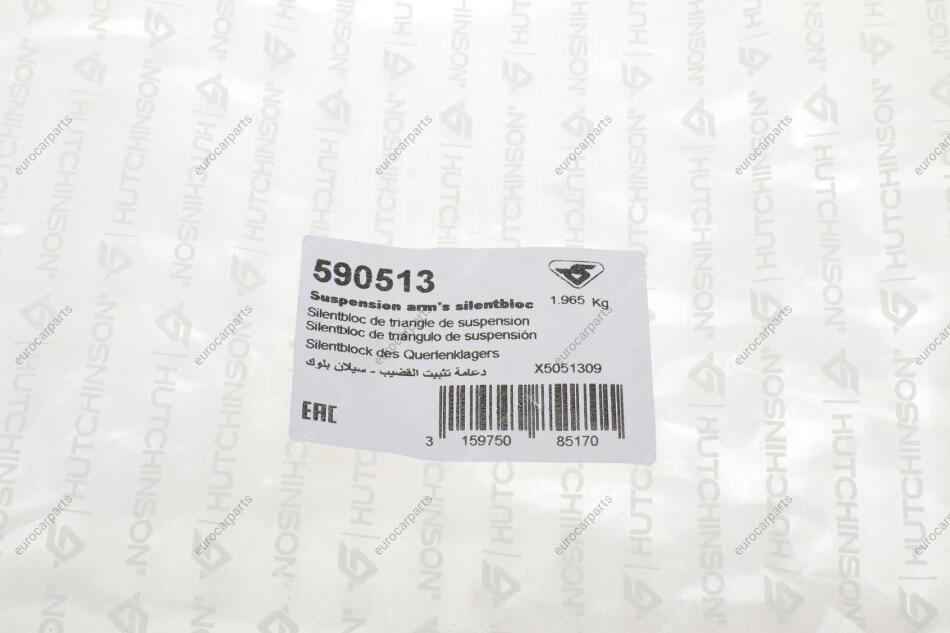 590513
1.965 Kg
Suspension arm's silentbloc
Silentbloc de triangle de suspension
Silentbloc de triángulo de suspensión
Silentblock des Querlenklagers
دعامة تثبيت القضيب - سيلان بلوك
X5051309
EAC
3 159750 85170
HUTCHINSON
eurocarparts